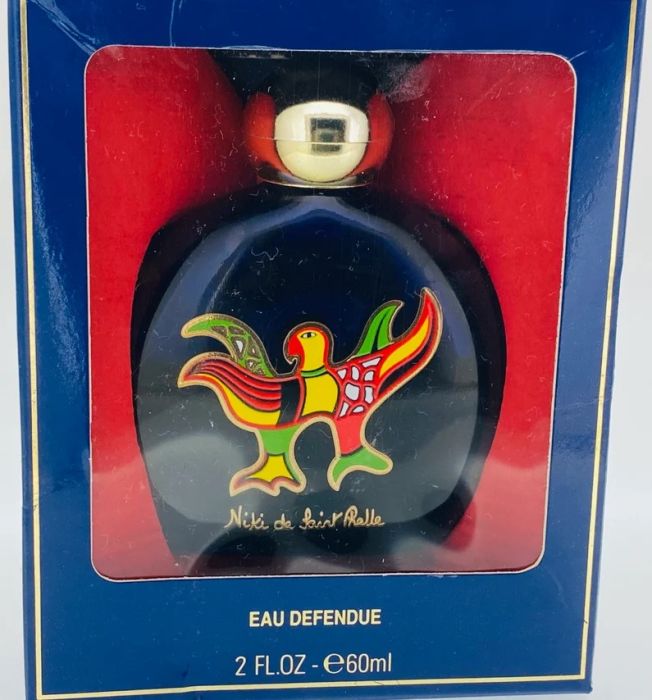 Niki de Saint Phalle
EAU DEFENDUE
2 FL.OZ - ℮60ml